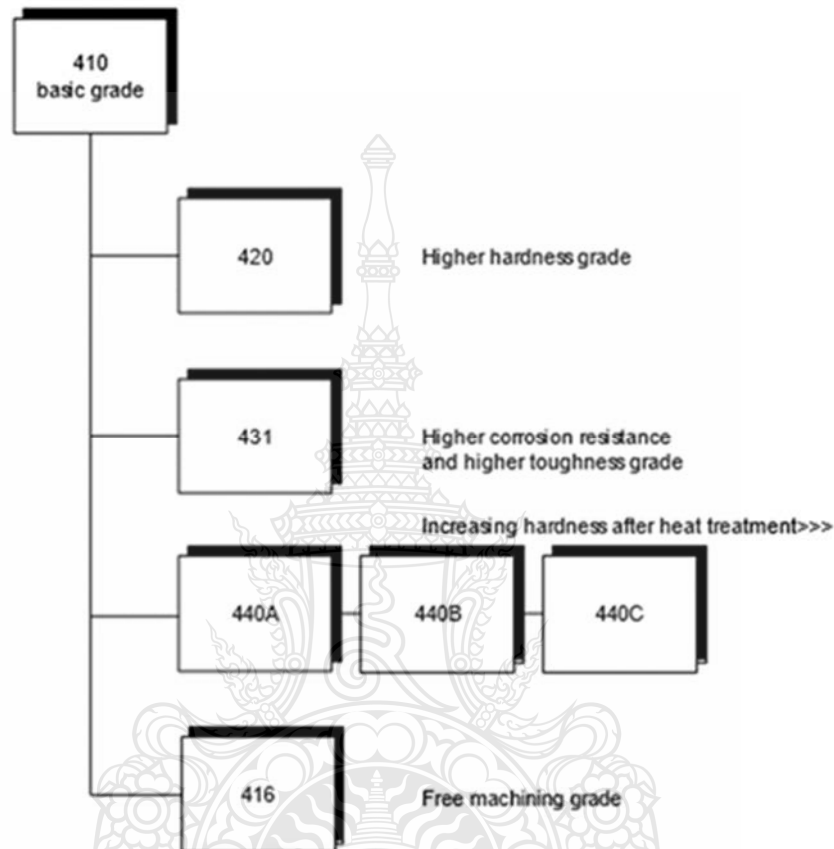 410
basic grade
420
Higher hardness grade
431
Higher corrosion resistance
and higher toughness grade
Increasing hardness after heat treatment>>>
440A
440B
440C
416
Free machining grade